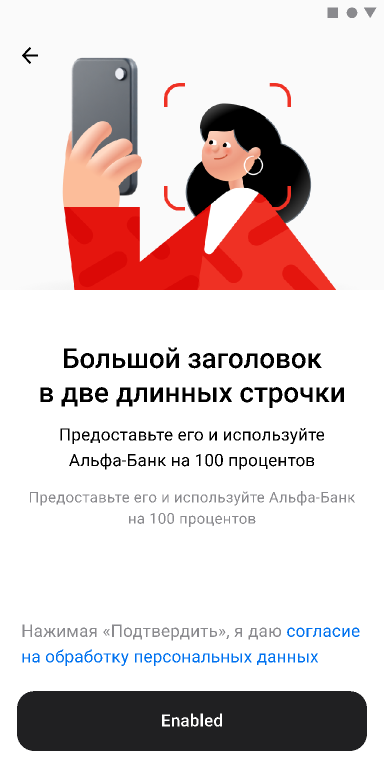 Большой заголовок
в две длинных строчки
Предоставьте его и используйте
Альфа-Банк на 100 процентов
Предоставьте его и используйте Альфа-Банк
на 100 процентов
Нажимая «Подтвердить», я даю согласие
на обработку персональных данных
Enabled